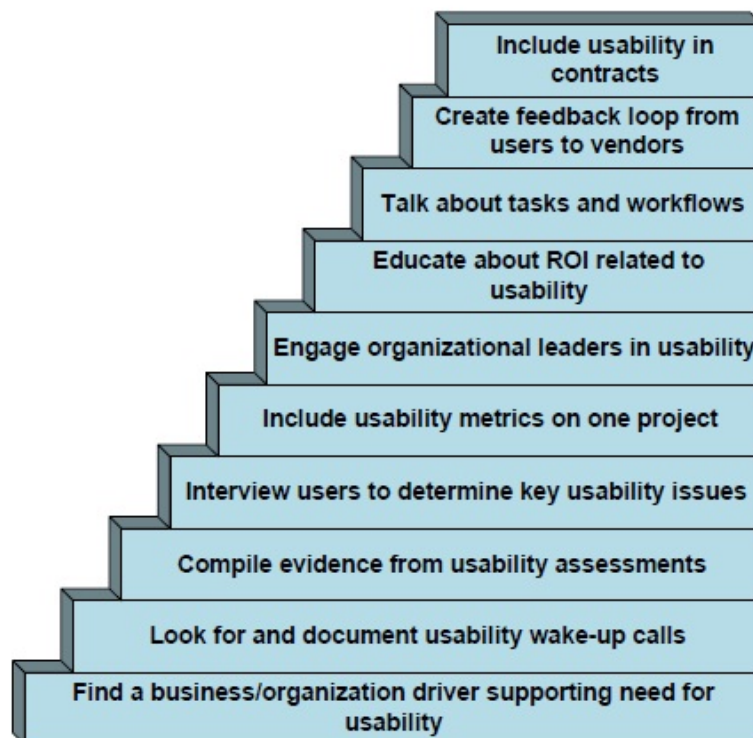 Include usability in
contracts
Create feedback loop from
users to vendors
Talk about tasks and workflows
Educate about ROI related to
usability
Engage organizational leaders in usability
Include usability metrics on one project
Interview users to determine key usability issues
Compile evidence from usability assessments
Look for and document usability wake-up calls
Find a business/organization driver supporting need for
usability